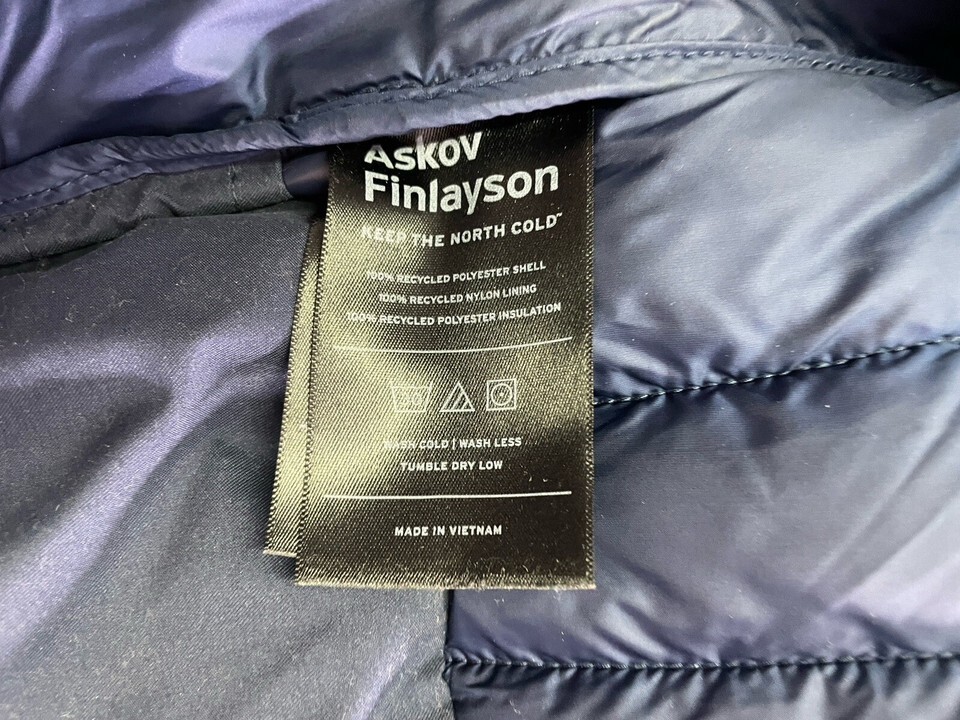 Askov
Finlayson
KEEP THE NORTH COLD™
100% RECYCLED POLYESTER SHELL
100% RECYCLED NYLON LINING
100% RECYCLED POLYESTER INSULATION
WASH COLD | WASH LESS
TUMBLE DRY LOW
MADE IN VIETNAM